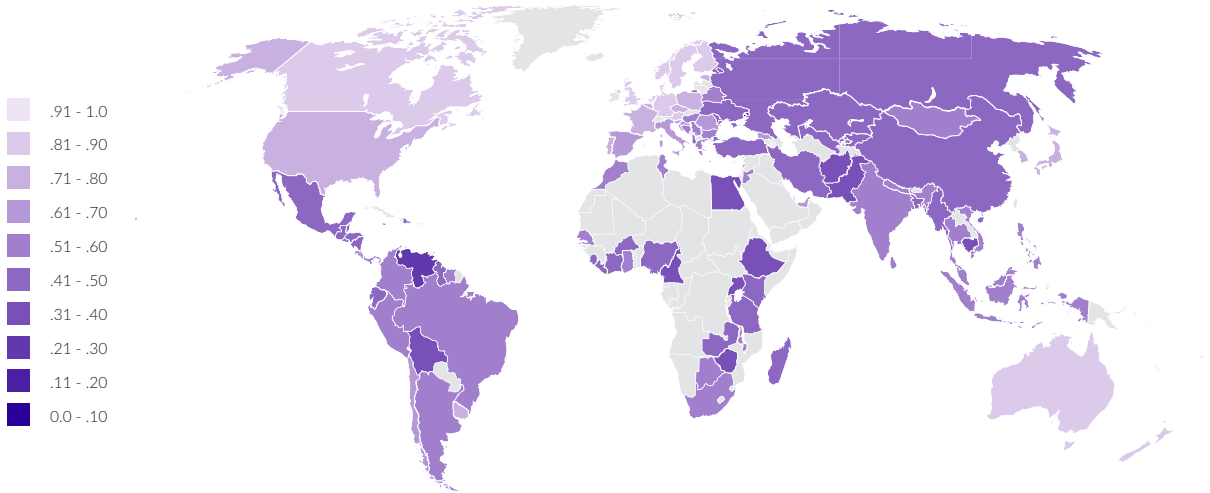 .91 - 1.0
.81 - .90
.71 - .80
.61 - .70
.51 - .60
.41 - .50
.31 - .40
.21 - .30
.11 - .20
0.0 - .10